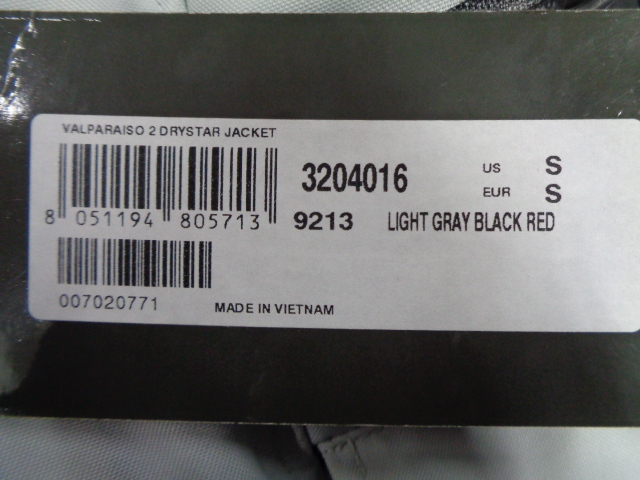 VALPARAISO 2 DRYSTAR JACKET
3204016
US S
EUR S
8 051194 805713
9213 LIGHT GRAY BLACK RED
007020771
MADE IN VIETNAM